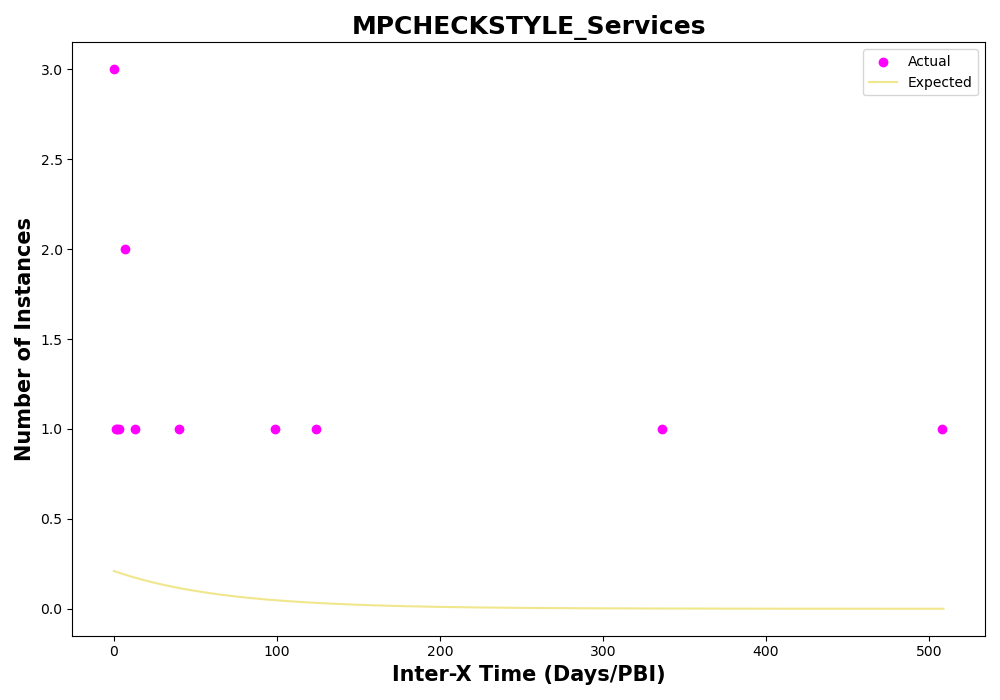 MPCHECKSTYLE_Services
Actual
Expected
Number of Instances
3.0
2.5
2.0
1.5
1.0
0.5
0.0
0 100 200 300 400 500
Inter-X Time (Days/PBI)